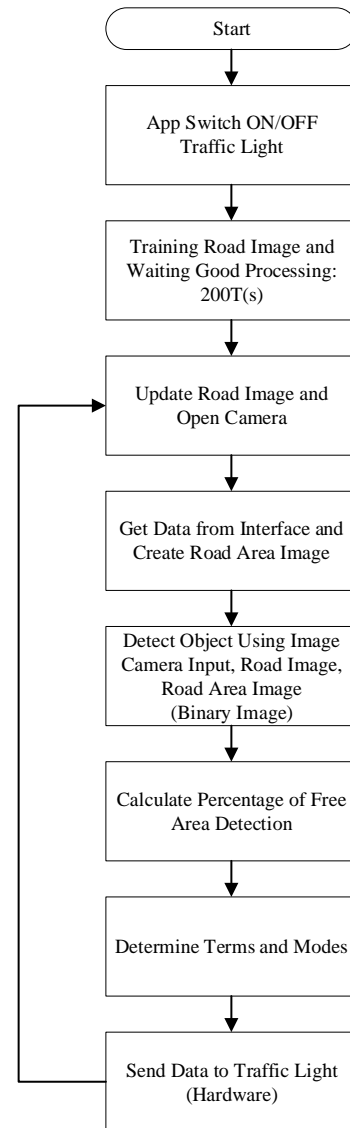 Start
App Switch ON/OFF
Traffic Light
Training Road Image and
Waiting Good Processing:
200T(s)
Update Road Image and
Open Camera
Get Data from Interface and
Create Road Area Image
Detect Object Using Image
Camera Input, Road Image,
Road Area Image
(Binary Image)
Calculate Percentage of Free
Area Detection
Determine Terms and Modes
Send Data to Traffic Light
(Hardware)